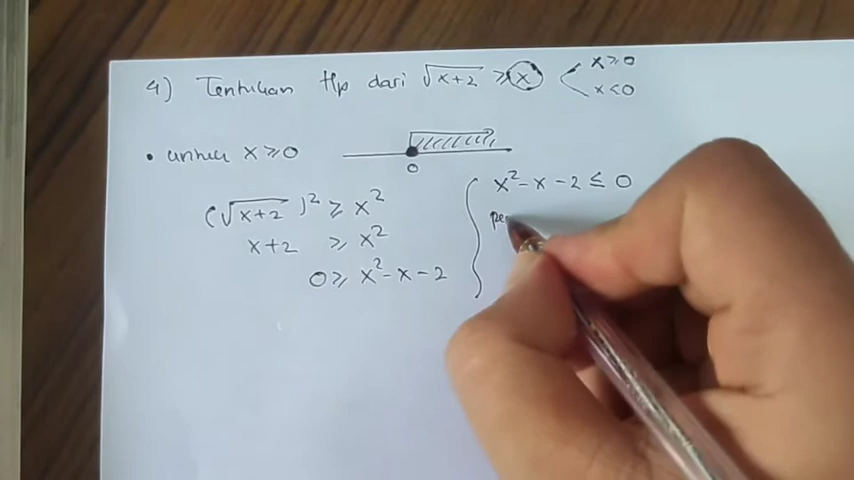 4) Tentukan Hp dari √x+2 ≥ x
x ≥ 0
x < 0
• untuk x ≥ 0
0
(√x+2)² ≥ x²
x+2 ≥ x²
0 ≥ x² - x - 2
x² - x - 2 ≤ 0
pe